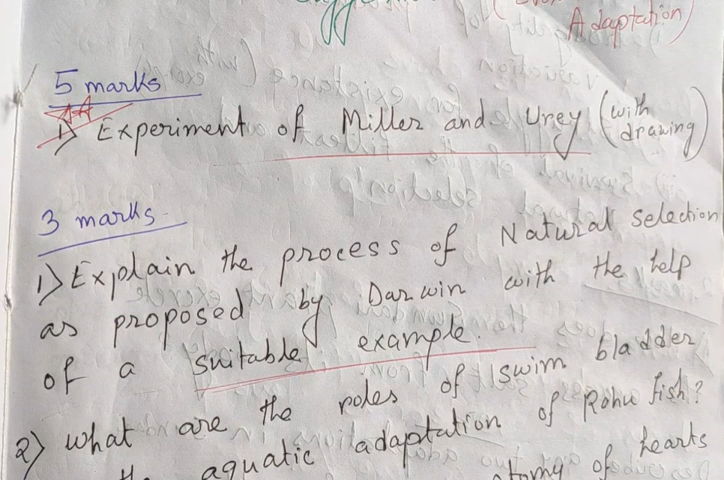 Adaptation)
5 marks
1) Experiment of Miller and Urey (with drawing)
3 marks
1) Explain the process of Natural selection
as proposed by Darwin with the help
of a suitable example.
2) What are the roles of swim bladder
aquatic adaptation of Rohu fish?
of hearts